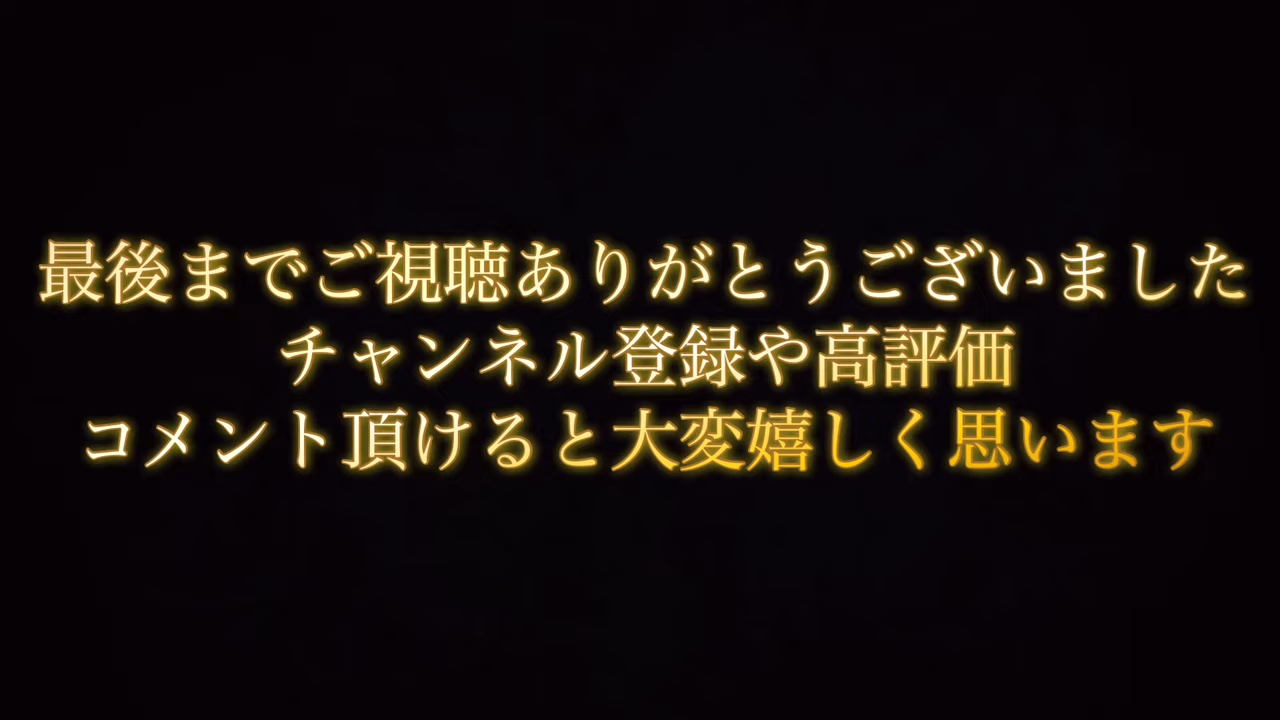 最後までご視聴ありがとうございました
チャンネル登録や高評価
コメント頂けると大変嬉しく思います